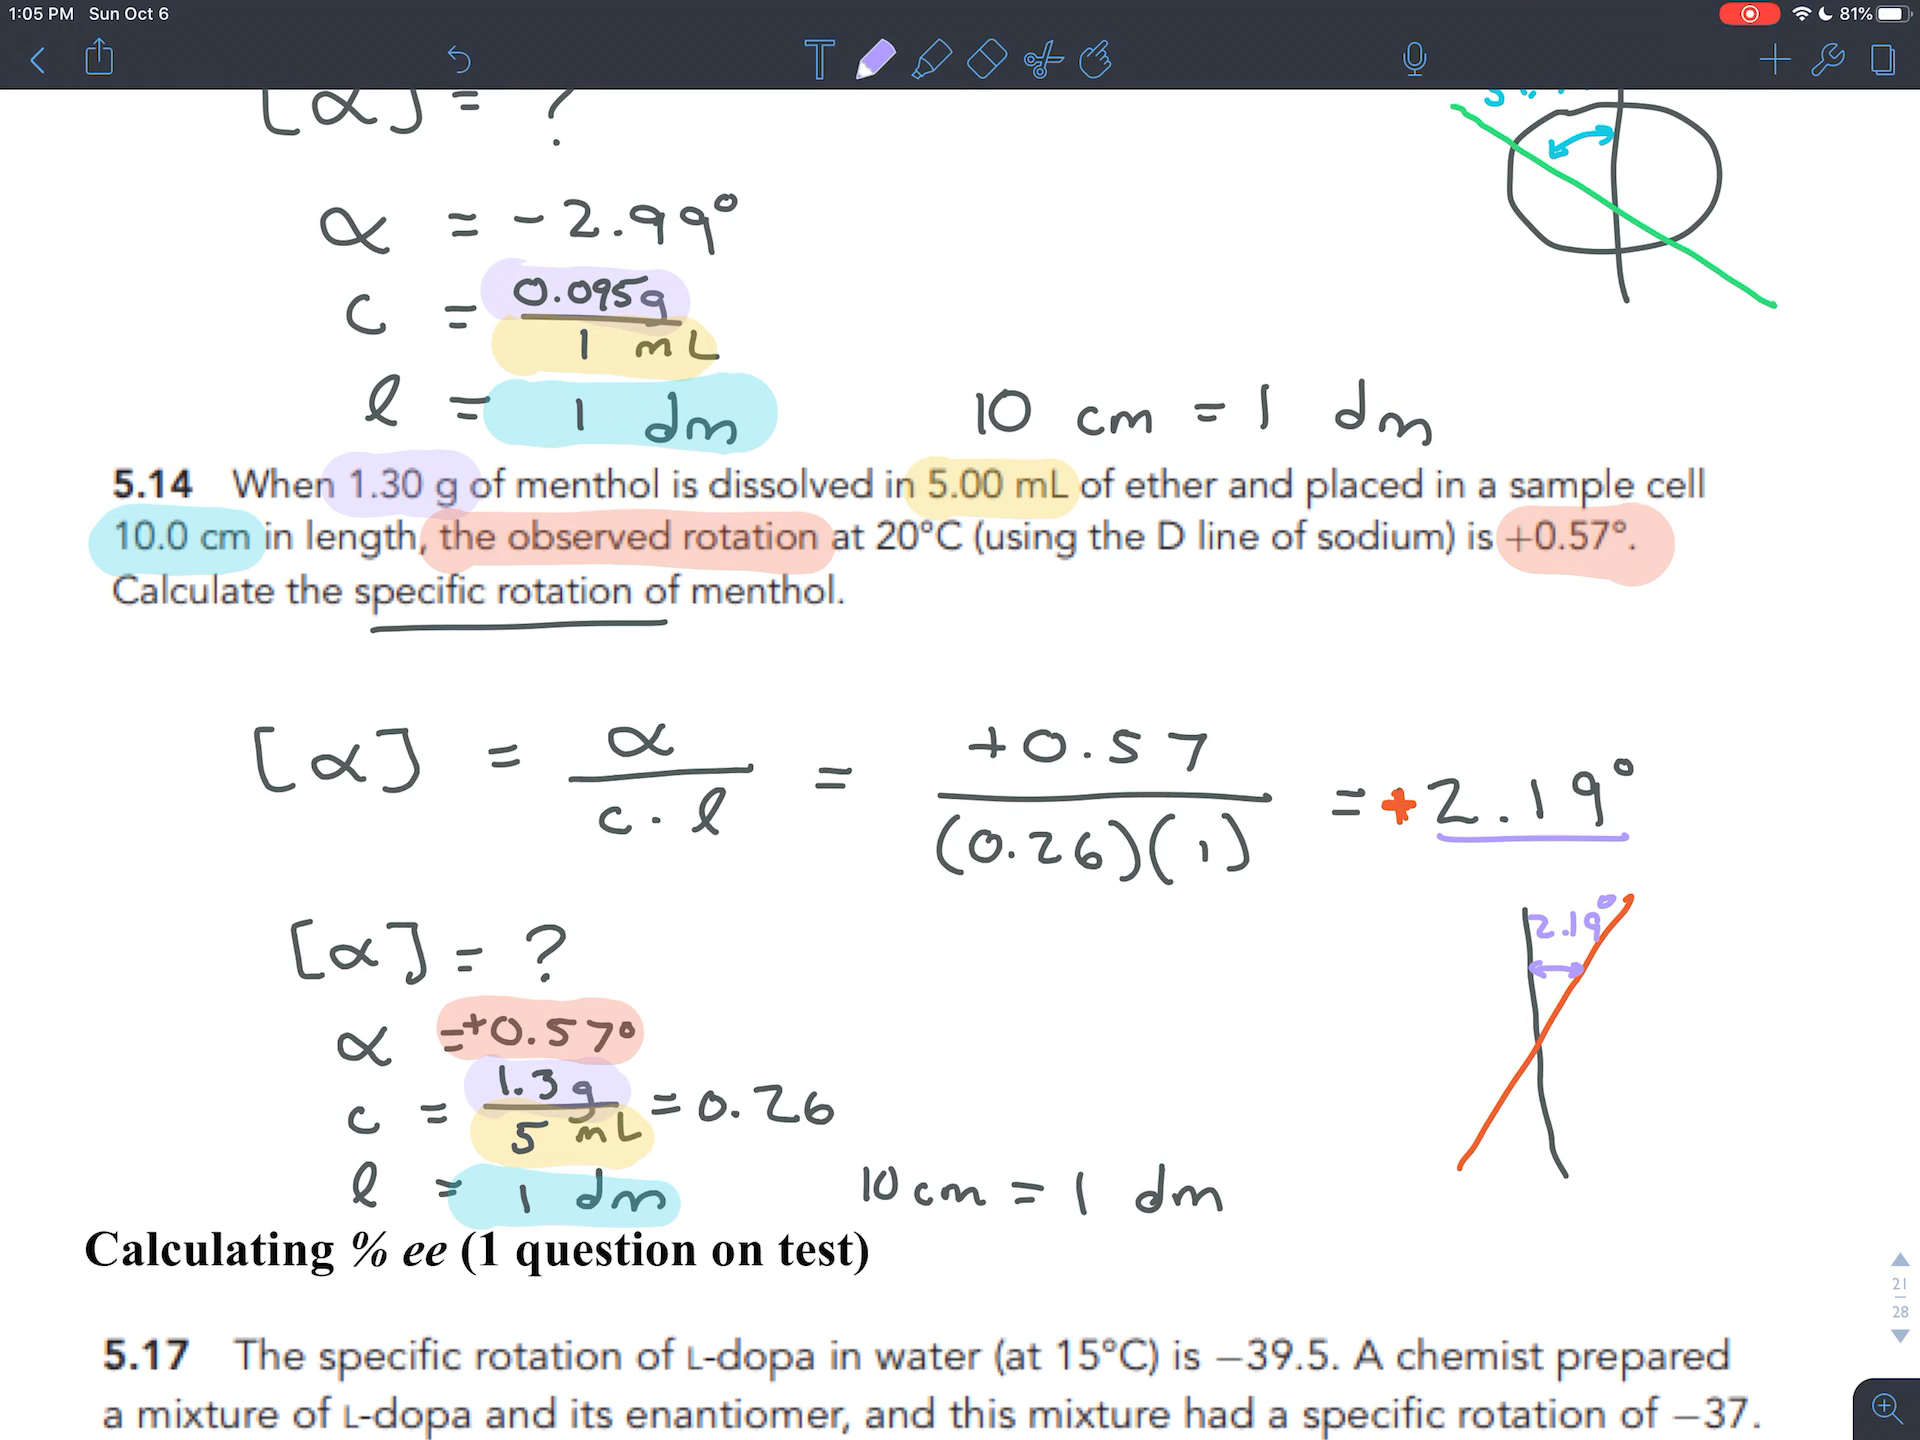 1:05 PM Sun Oct 6
81%
[α] = ?
α = -2.99°
c = 0.095g
1 mL
l = 1 dm 10 cm = 1 dm
5.14 When 1.30 g of menthol is dissolved in 5.00 mL of ether and placed in a sample cell
10.0 cm in length, the observed rotation at 20°C (using the D line of sodium) is +0.57°.
Calculate the specific rotation of menthol.
[α] = α = +0.57 = +2.19°
c · l (0.26)(1)
2.19°
[α] = ?
α =+0.57°
c = 1.3 g = 0.26
5 mL
l = 1 dm 10 cm = 1 dm
Calculating % ee (1 question on test)
21
28
5.17 The specific rotation of L-dopa in water (at 15°C) is −39.5. A chemist prepared
a mixture of L-dopa and its enantiomer, and this mixture had a specific rotation of −37.